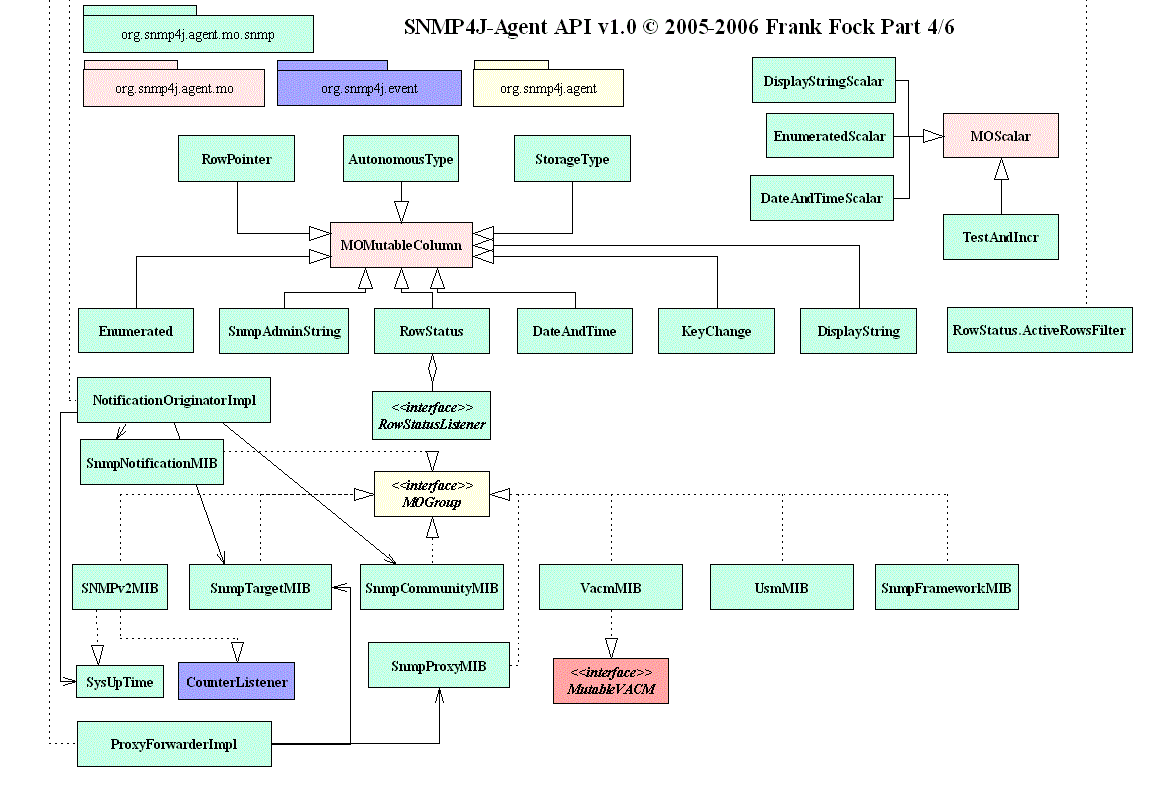 SNMP4J-Agent API v1.0 © 2005-2006 Frank Fock Part 4/6
org.snmp4j.agent.mo.snmp
org.snmp4j.agent.mo
org.snmp4j.event
org.snmp4j.agent
DisplayStringScalar
EnumeratedScalar
MOScalar
DateAndTimeScalar
TestAndIncr
RowPointer
AutonomousType
StorageType
MOMutableColumn
Enumerated
SnmpAdminString
RowStatus
DateAndTime
KeyChange
DisplayString
RowStatus.ActiveRowsFilter
NotificationOriginatorImpl
<<interface>>
RowStatusListener
SnmpNotificationMIB
<<interface>>
MOGroup
SNMPv2MIB
SnmpTargetMIB
SnmpCommunityMIB
VacmMIB
UsmMIB
SnmpFrameworkMIB
SysUpTime
CounterListener
SnmpProxyMIB
<<interface>>
MutableVACM
ProxyForwarderImpl